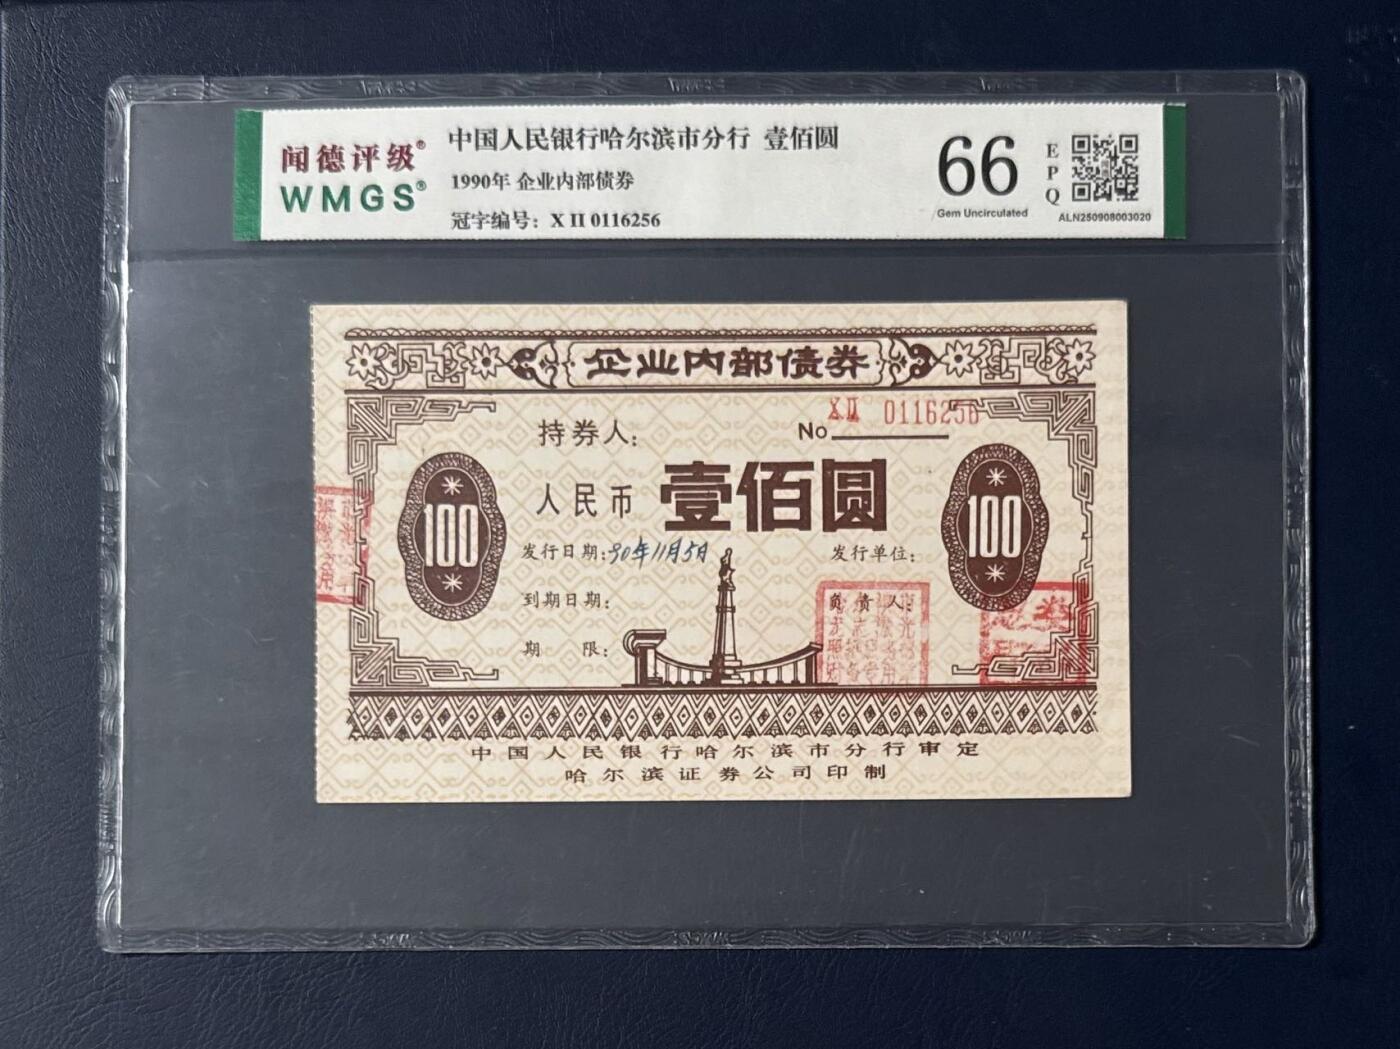 闻德评级®
WMGS®
中国人民银行哈尔滨市分行 壹佰圆
1990年 企业内部债券
冠字编号：X II 0116256
66
Gem Uncirculated
EPQ
ALN250908003020
企业内部债券
持券人:
No
XII 0116256
人民币 壹佰圆
100
100
发行日期:90年11月5日
发行单位:
到期日期:
负责人:
期 限:
中国人民银行哈尔滨市分行审定
哈尔滨证券公司印制